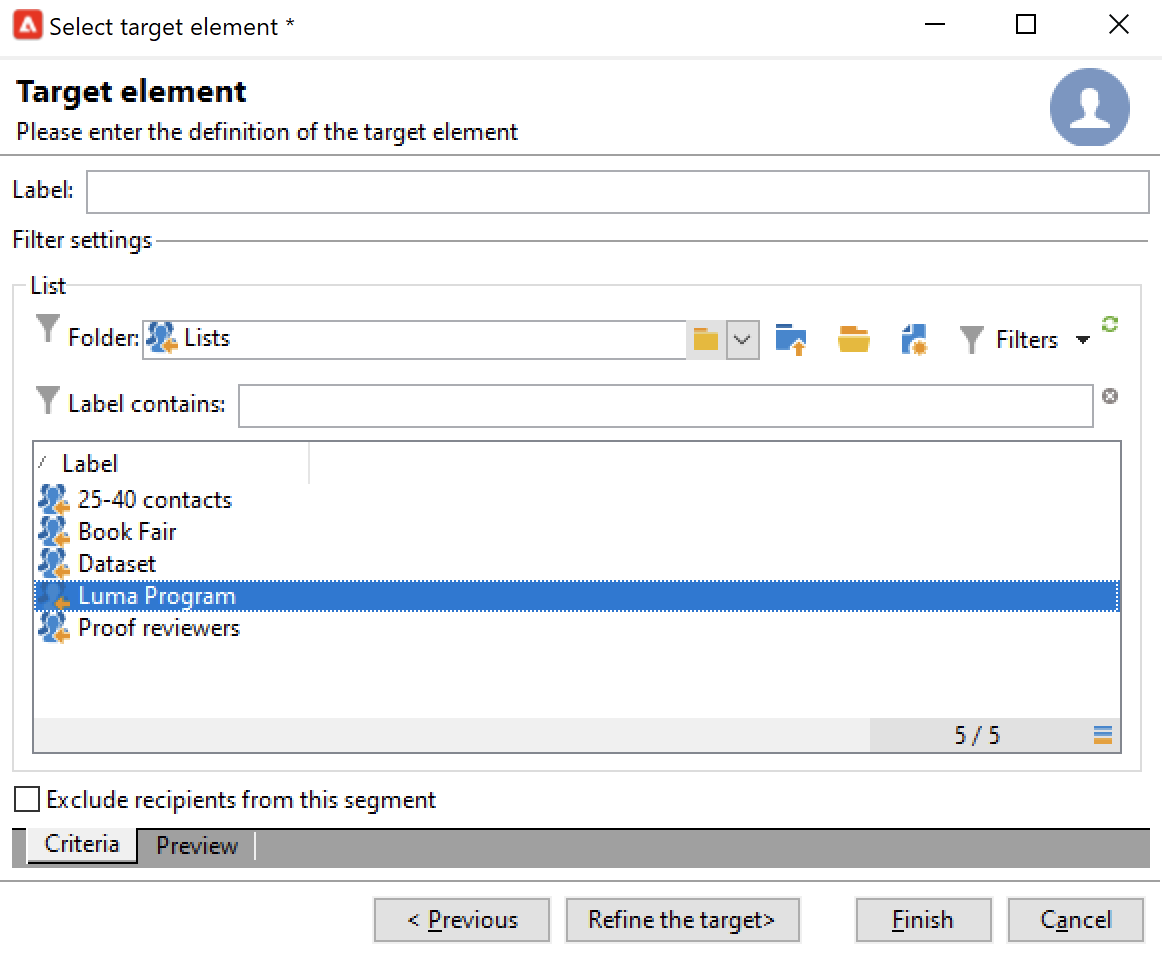 Select target element *
Target element
Please enter the definition of the target element
Label:
Filter settings
List
Folder: Lists Filters
Label contains:
/ Label
25-40 contacts
Book Fair
Dataset
Luma Program
Proof reviewers
5 / 5
Exclude recipients from this segment
Criteria Preview
< Previous Refine the target> Finish Cancel